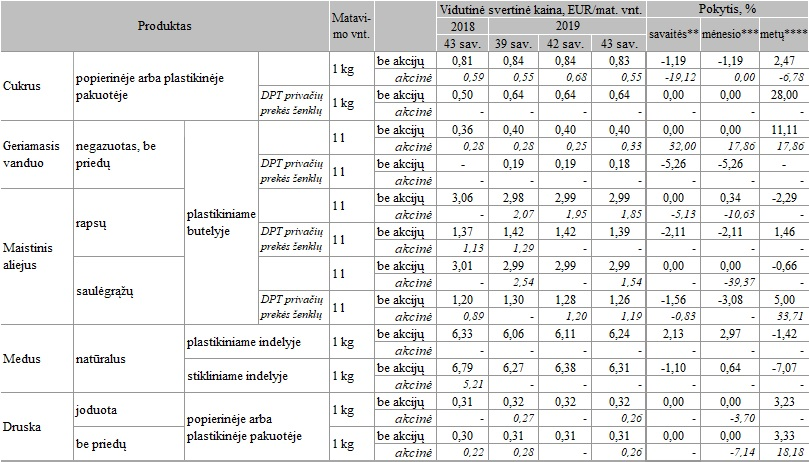 Produktas Matavi- Vidutinė svertinė kaina, EUR/mat. vnt. Pokytis, %
mo vnt. 2018 2019 savaitės** mėnesio*** metų****
43 sav. 39 sav. 42 sav. 43 sav.
Cukrus popierinėje arba plastikinėje pakuotėje 1 kg be akcijų 0,81 0,84 0,84 0,83 -1,19 -1,19 2,47
akcinė 0,59 0,55 0,68 0,55 -19,12 0,00 -6,78
DPT privačių prekės ženklų 1 kg be akcijų 0,50 0,64 0,64 0,64 0,00 0,00 28,00
akcinė - - - - - - -
Geriamasis vanduo negazuotas, be priedų plastikiniame butelyje 1 l be akcijų 0,36 0,40 0,40 0,40 0,00 0,00 11,11
akcinė 0,28 0,28 0,25 0,33 32,00 17,86 17,86
DPT privačių prekės ženklų 1 l be akcijų - 0,19 0,19 0,18 -5,26 -5,26 -
akcinė - - - - - - -
Maistinis aliejus rapsų 1 l be akcijų 3,06 2,98 2,99 2,99 0,00 0,34 -2,29
akcinė - 2,07 1,95 1,85 -5,13 -10,63 -
DPT privačių prekės ženklų 1 l be akcijų 1,37 1,42 1,42 1,39 -2,11 -2,11 1,46
akcinė 1,13 1,29 - - - - -
saulėgrąžų 1 l be akcijų 3,01 2,99 2,99 2,99 0,00 0,00 -0,66
akcinė - 2,54 - 1,54 - -39,37 -
DPT privačių prekės ženklų 1 l be akcijų 1,20 1,30 1,28 1,26 -1,56 -3,08 5,00
akcinė 0,89 - 1,20 1,19 -0,83 - 33,71
Medus natūralus plastikiniame indelyje 1 kg be akcijų 6,33 6,06 6,11 6,24 2,13 2,97 -1,42
akcinė - - - - - - -
stikliniame indelyje 1 kg be akcijų 6,79 6,27 6,38 6,31 -1,10 0,64 -7,07
akcinė 5,21 - - - - - -
Druska joduota popierinėje arba plastikinėje pakuotėje 1 kg be akcijų 0,31 0,32 0,32 0,32 0,00 0,00 3,23
akcinė - 0,27 - 0,26 - -3,70 -
be priedų 1 kg be akcijų 0,30 0,31 0,31 0,31 0,00 0,00 3,33
akcinė 0,22 0,28 - 0,26 - -7,14 18,18